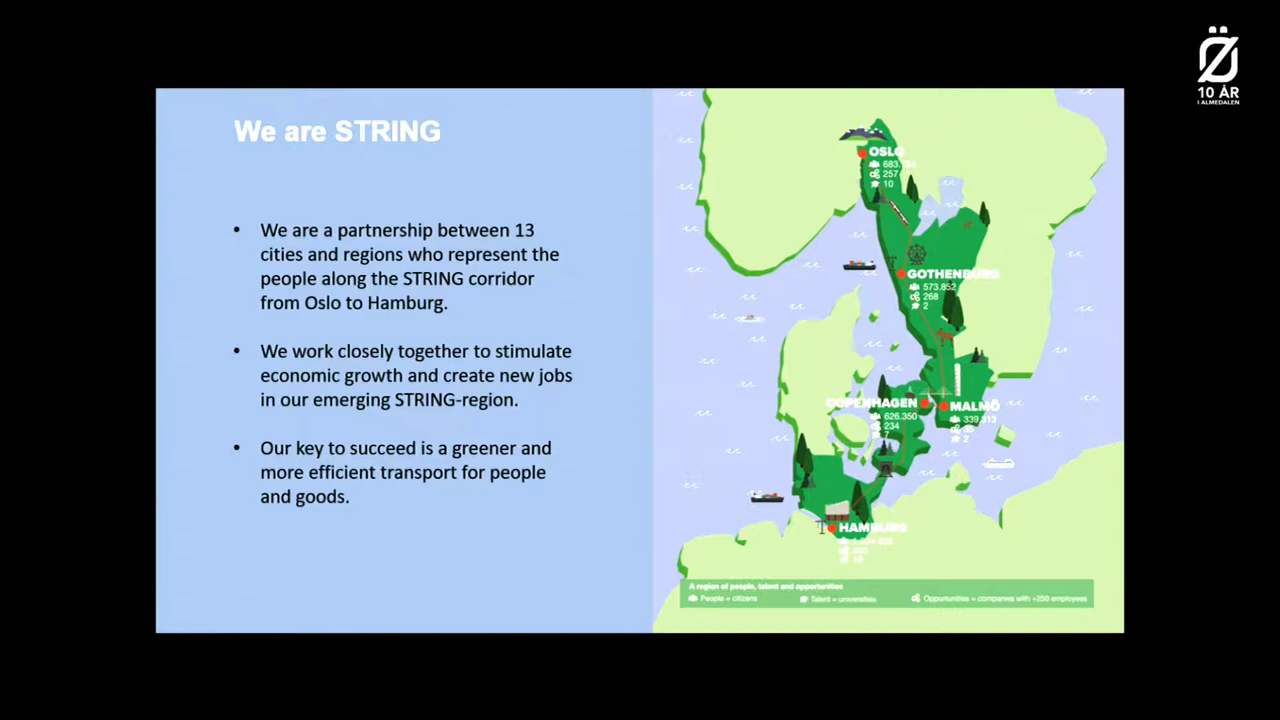 Ö
10 ÅR
I ALMEDALEN
We are STRING
• We are a partnership between 13
cities and regions who represent the
people along the STRING corridor
from Oslo to Hamburg.
• We work closely together to stimulate
economic growth and create new jobs
in our emerging STRING-region.
• Our key to succeed is a greener and
more efficient transport for people
and goods.
OSLO
257
10
GOTHENBURG
573.852
268
2
COPENHAGEN
626.350
234
7
MALMÖ
339.313
2
HAMBURG
A region of people, talent and opportunities
People = citizens
Talent = universities
Opportunities = companies with +250 employees